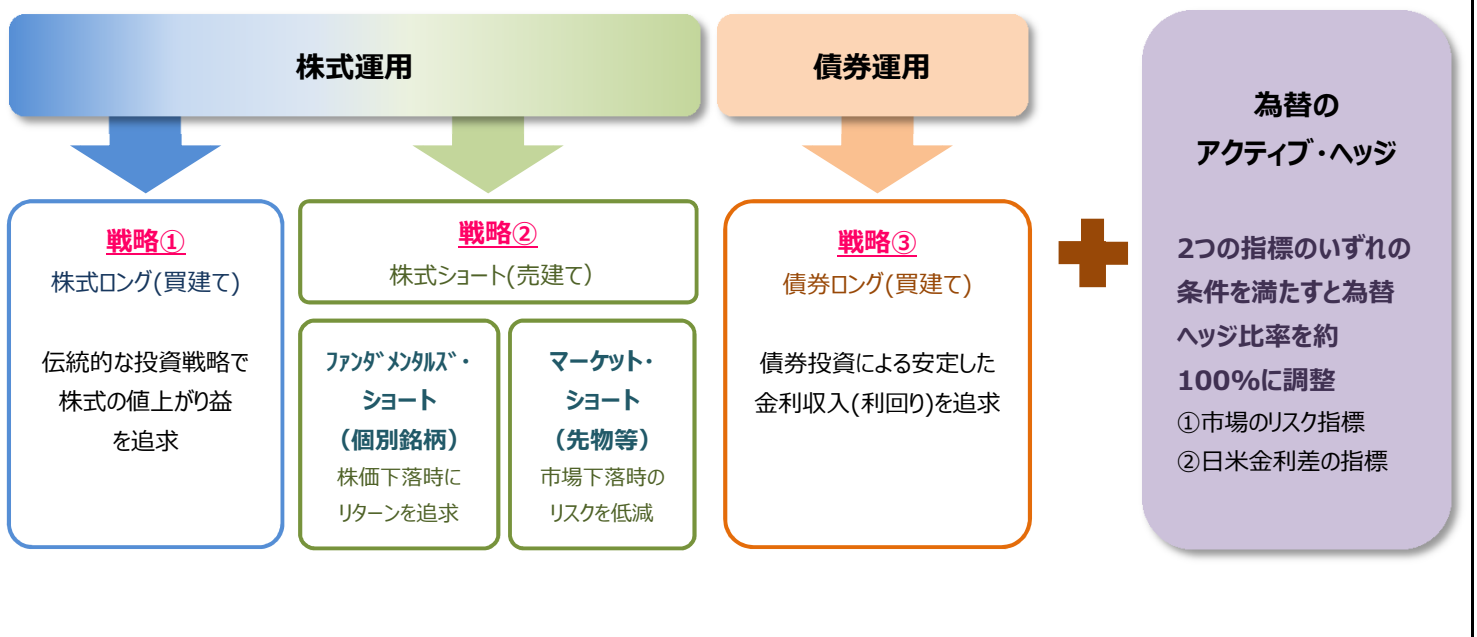 株式運用
債券運用
戦略①
株式ロング(買建て)
伝統的な投資戦略で
株式の値上がり益
を追求
戦略②
株式ショート(売建て)
ﾌｧﾝﾀﾞﾒﾝﾀﾙｽﾞ・
ショート
（個別銘柄）
株価下落時に
リターンを追求
マーケット・
ショート
（先物等）
市場下落時の
リスクを低減
戦略③
債券ロング(買建て)
債券投資による安定した
金利収入(利回り)を追求
為替の
アクティブ・ヘッジ
2つの指標のいずれの
条件を満たすと為替
ヘッジ比率を約
100%に調整
①市場のリスク指標
②日米金利差の指標